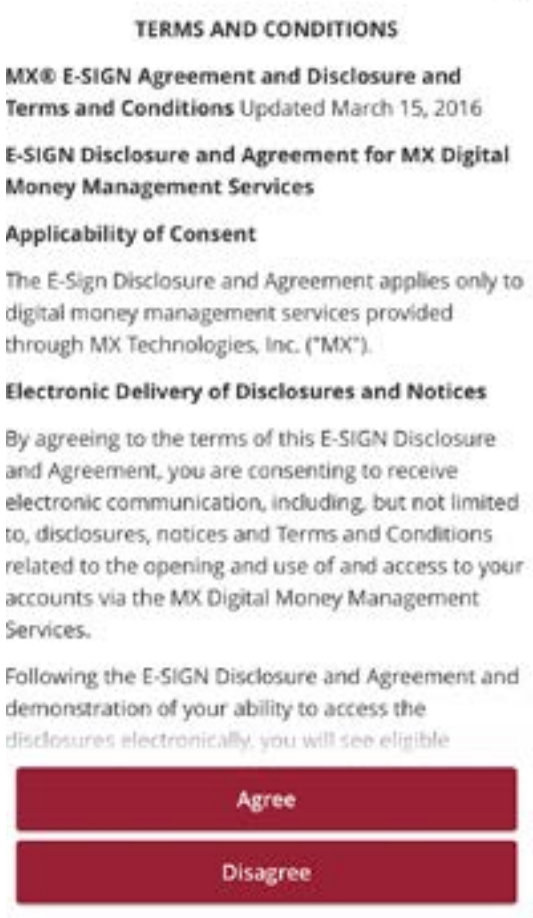 TERMS AND CONDITIONS
MX® E-SIGN Agreement and Disclosure and
Terms and Conditions Updated March 15, 2016
E-SIGN Disclosure and Agreement for MX Digital
Money Management Services
Applicability of Consent
The E-Sign Disclosure and Agreement applies only to
digital money management services provided
through MX Technologies, Inc. ("MX").
Electronic Delivery of Disclosures and Notices
By agreeing to the terms of this E-SIGN Disclosure
and Agreement, you are consenting to receive
electronic communication, including, but not limited
to, disclosures, notices and Terms and Conditions
related to the opening and use of and access to your
accounts via the MX Digital Money Management
Services.
Following the E-SIGN Disclosure and Agreement and
demonstration of your ability to access the
disclosures electronically, you will see eligible
Agree
Disagree